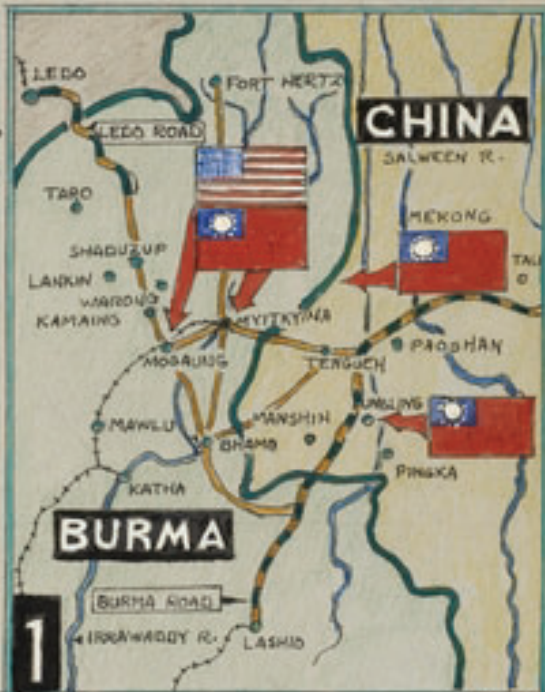 LEDO
FORT HERTZ
CHINA
LEDO ROAD
SALWEEN R.
TARO
MEKONG
SHADUZUP
LANKIN
WARONG
KAMAING
MYITKYINA
MOGAUNG
TENGUEH
PAOSHAN
MANSHIH
MAWLU
BHAMO
PINGKA
KATHA
BURMA
BURMA ROAD
1
IRRAWADDY R.
LASHIO